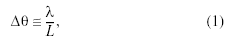 Δθ ≡ λ/L, (1)